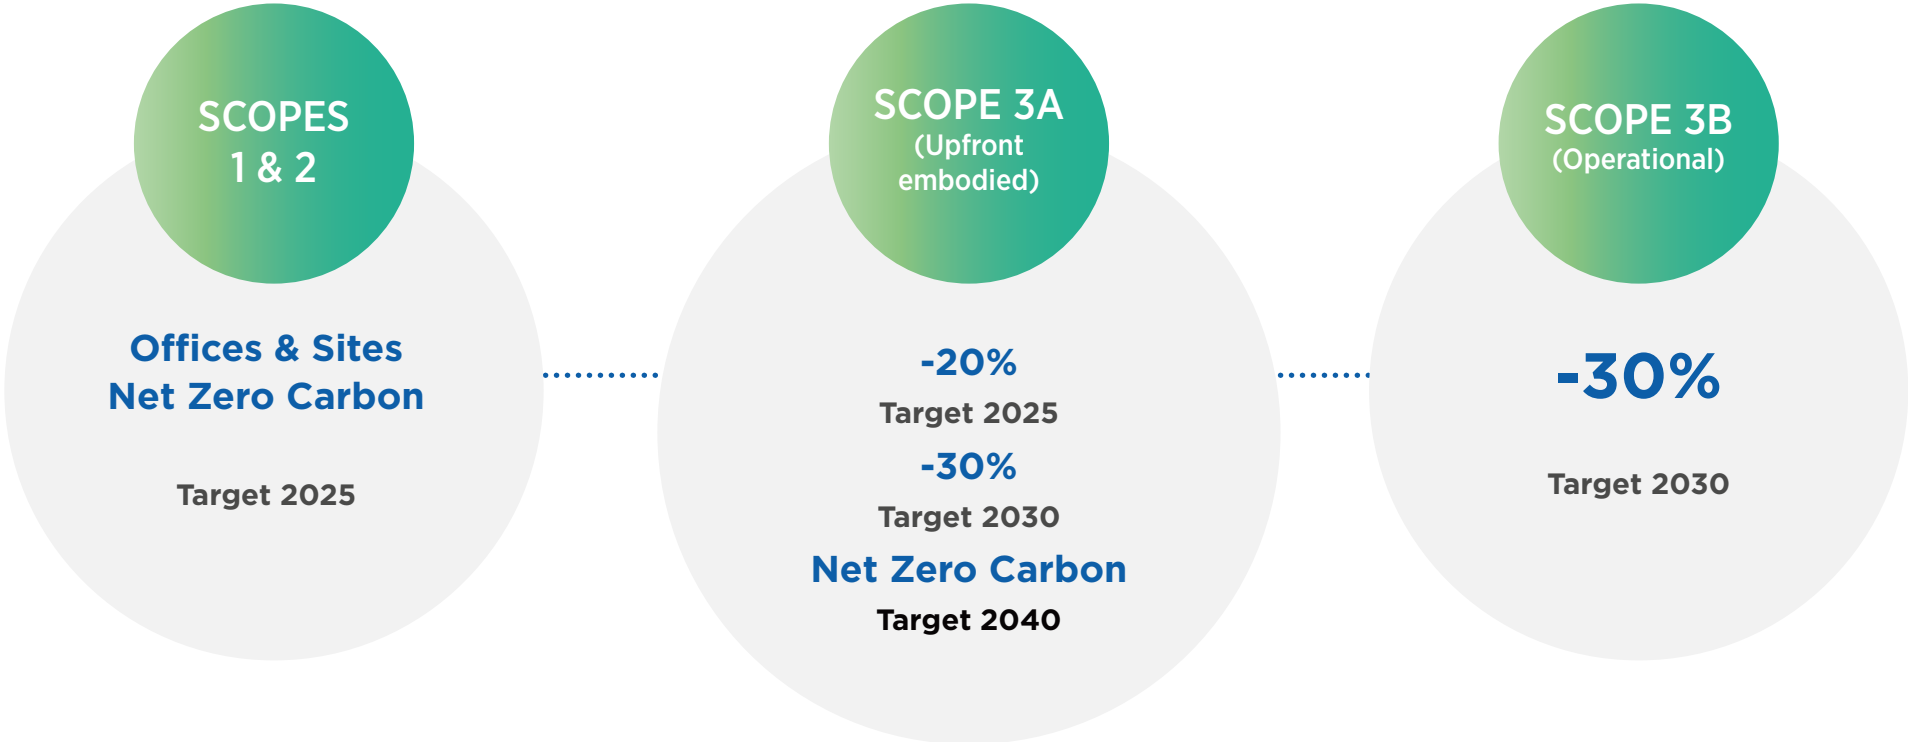 SCOPES
1 & 2
Offices & Sites
Net Zero Carbon
Target 2025
SCOPE 3A
(Upfront
embodied)
-20%
Target 2025
-30%
Target 2030
Net Zero Carbon
Target 2040
SCOPE 3B
(Operational)
-30%
Target 2030